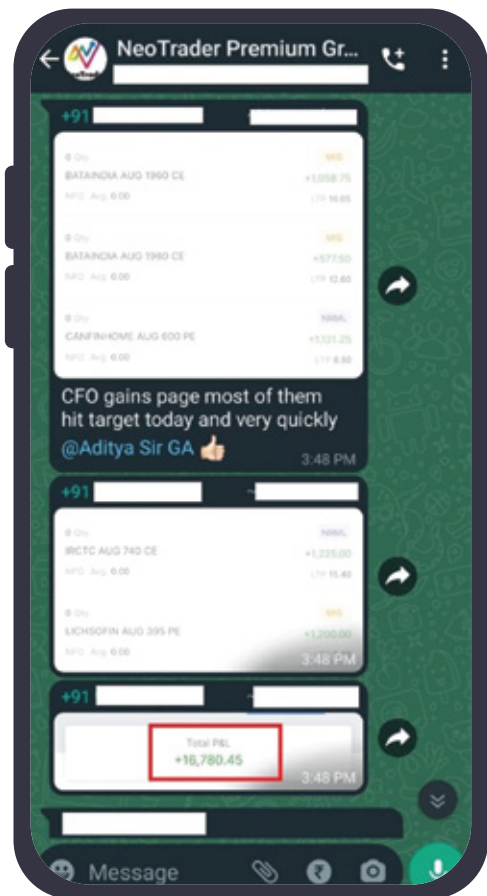 NeoTrader Premium Gr...
+91
0 Qty. MIS
BATAINDIA AUG 1960 CE +1,058.75
NFO Avg. 0.00 LTP 16.65
0 Qty. MIS
BATAINDIA AUG 1980 CE +577.50
NFO Avg. 0.00 LTP 12.60
0 Qty. NRML
CANFINHOME AUG 600 PE +1,121.25
NFO Avg. 0.00 LTP 8.80
CFO gains page most of them
hit target today and very quickly
@Aditya Sir GA 👍🏻
3:48 PM
+91 ~
0 Qty. NRML
IRCTC AUG 740 CE +1,225.00
NFO Avg. 0.00 LTP 15.40
0 Qty. MIS
LICHSGFIN AUG 395 PE +1,200.00
NFO Avg. 0.00
3:48 PM
+91
Total P&L
+16,780.45
3:48 PM
Message